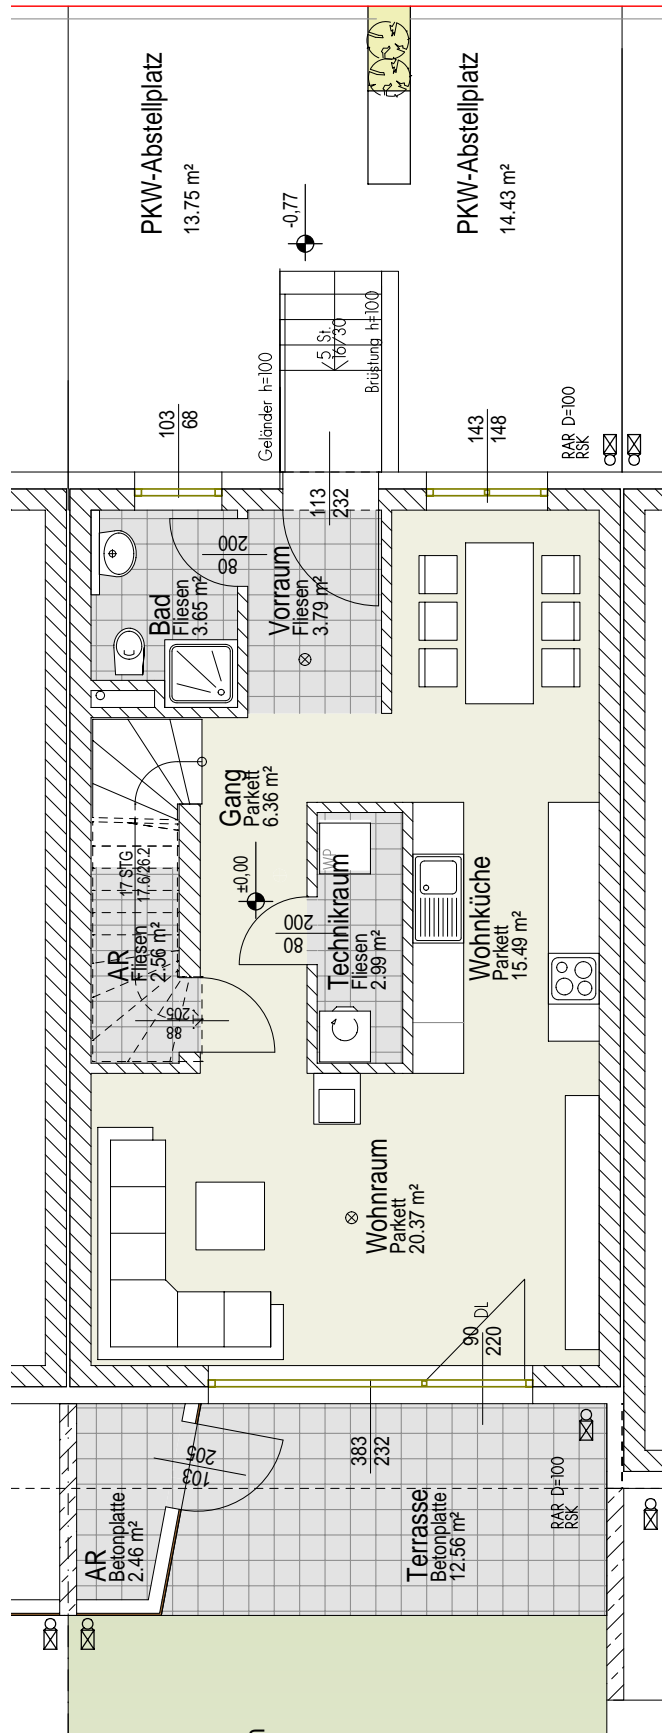 PKW-Abstellplatz
13.75 m²
PKW-Abstellplatz
14.43 m²
-0,77
5 St.
16/30
Geländer h=100
Brüstung h=100
103
68
143
148
RAR D=100
RSK
113
232
80
200
Bad
Fliesen
3.65 m²
Vorraum
Fliesen
3.79 m²
Gang
Parkett
6.36 m²
±0,00
17 STG
17.6/26.2
AR
Fliesen
2.56 m²
88
205
80
200
WP
Technikraum
Fliesen
2.99 m²
Wohnküche
Parkett
15.49 m²
Wohnraum
Parkett
20.37 m²
90
220
DL
383
232
103
205
AR
Betonplatte
2.46 m²
Terrasse
Betonplatte
12.56 m²
RAR D=100
RSK